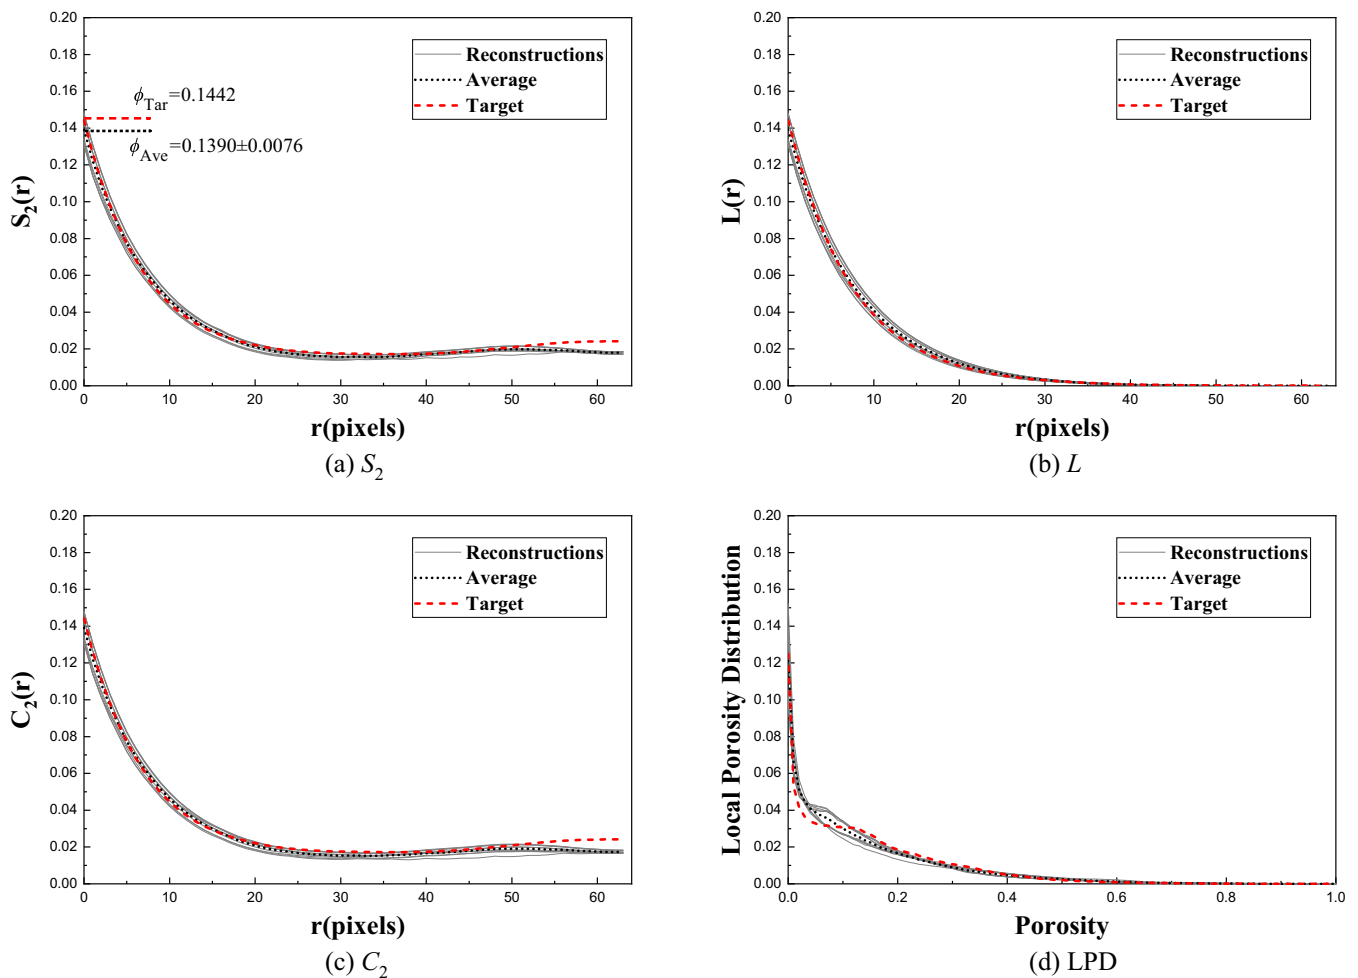 0.20
0.18
0.16
0.14
0.12
0.10
0.08
0.06
0.04
0.02
0.00
S₂(r)
Reconstructions
Average
Target
ϕTar=0.1442
ϕAve=0.1390±0.0076
0 10 20 30 40 50 60
r(pixels)
(a) S₂
0.20
0.18
0.16
0.14
0.12
0.10
0.08
0.06
0.04
0.02
0.00
L(r)
Reconstructions
Average
Target
0 10 20 30 40 50 60
r(pixels)
(b) L
0.20
0.18
0.16
0.14
0.12
0.10
0.08
0.06
0.04
0.02
0.00
C₂(r)
Reconstructions
Average
Target
0 10 20 30 40 50 60
r(pixels)
(c) C₂
0.20
0.18
0.16
0.14
0.12
0.10
0.08
0.06
0.04
0.02
0.00
Local Porosity Distribution
Reconstructions
Average
Target
0.0 0.2 0.4 0.6 0.8 1.0
Porosity
(d) LPD